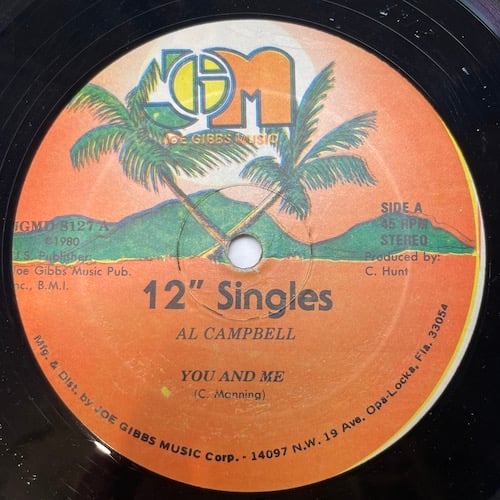 JGM
JOE GIBBS MUSIC
JGMD 8127 A
©1980
U.S. Publisher:
Joe Gibbs Music Pub.
Inc., B.M.I.
SIDE A
45 RPM
STEREO
Produced by:
C. Hunt
12" Singles
AL CAMPBELL
YOU AND ME
(C. Manning)
Mfg. & Dist. by JOE GIBBS MUSIC Corp. - 14097 N.W. 19 Ave. Opa-Locka, Fla. 33054